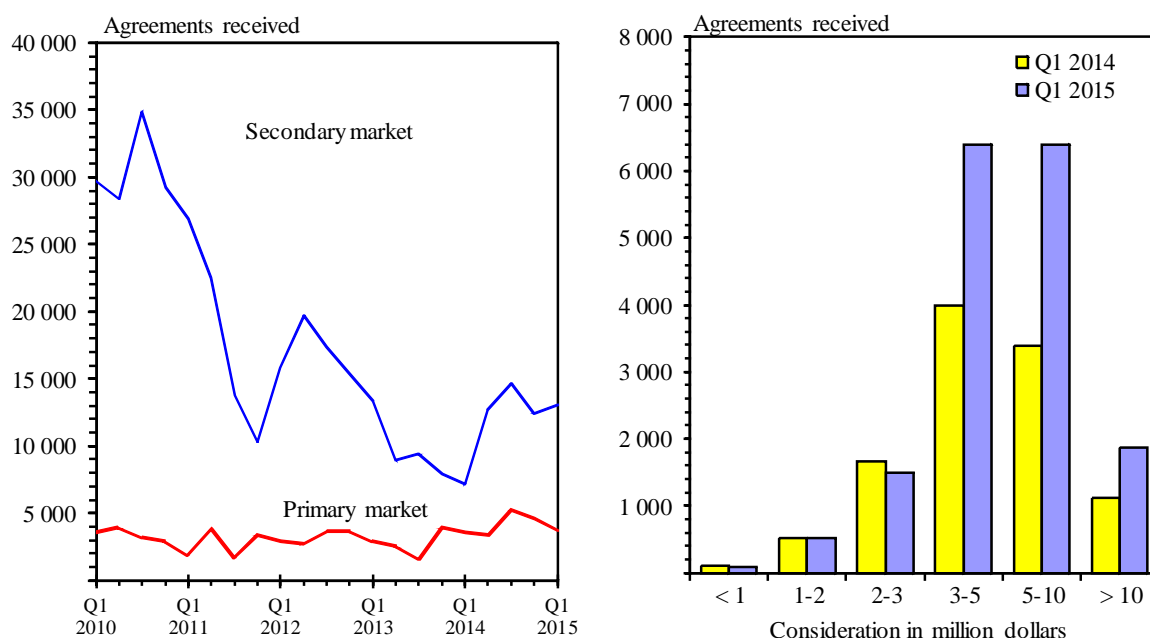 Agreements received
40 000
35 000
30 000
25 000
20 000
15 000
10 000
5 000
Secondary market
Primary market
Q1 Q1 Q1 Q1 Q1 Q1
2010 2011 2012 2013 2014 2015
Agreements received
8 000
7 000
6 000
5 000
4 000
3 000
2 000
1 000
Q1 2014
Q1 2015
< 1 1-2 2-3 3-5 5-10 > 10
Consideration in million dollars